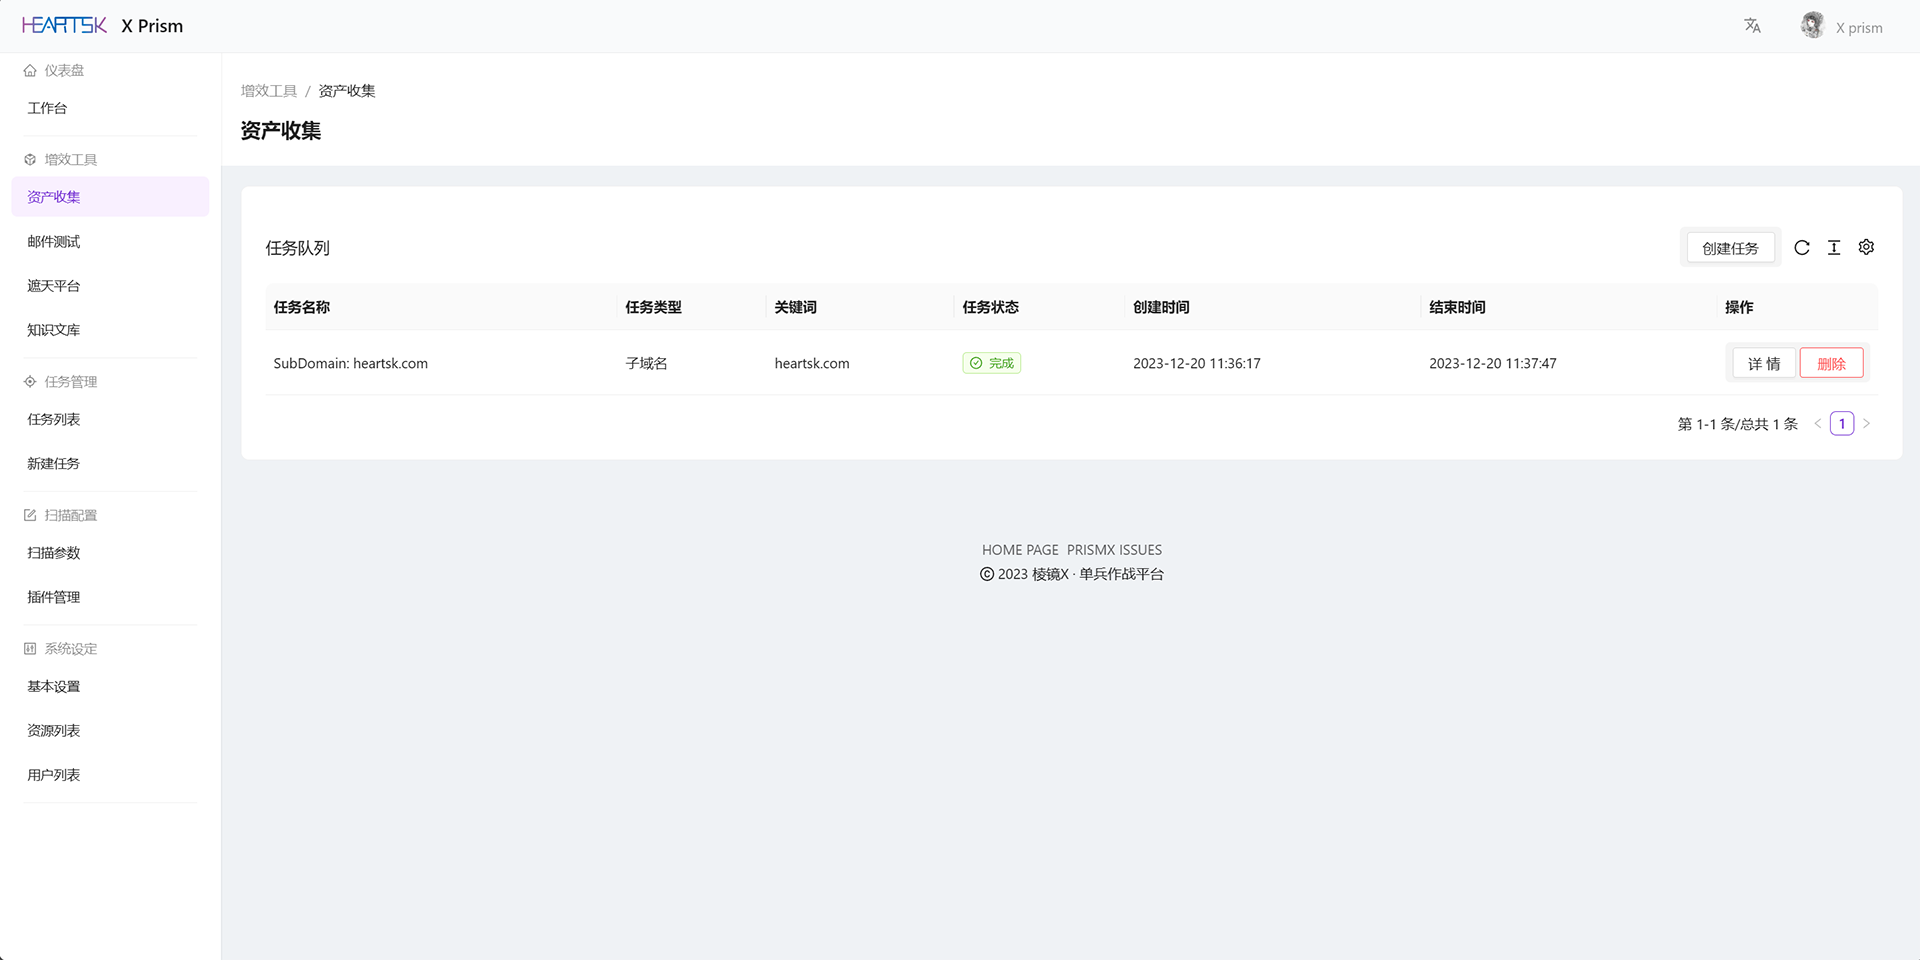 HEARTSK X Prism
X prism
仪表盘
工作台
增效工具
资产收集
邮件测试
遮天平台
知识文库
任务管理
任务列表
新建任务
扫描配置
扫描参数
插件管理
系统设定
基本设置
资源列表
用户列表
增效工具 / 资产收集
资产收集
任务队列
创建任务
任务名称 任务类型 关键词 任务状态 创建时间 结束时间 操作
SubDomain: heartsk.com 子域名 heartsk.com 完成 2023-12-20 11:36:17 2023-12-20 11:37:47 详 情 删除
第 1-1 条/总共 1 条 < 1 >
HOME PAGE PRISMX ISSUES
© 2023 棱镜X · 单兵作战平台